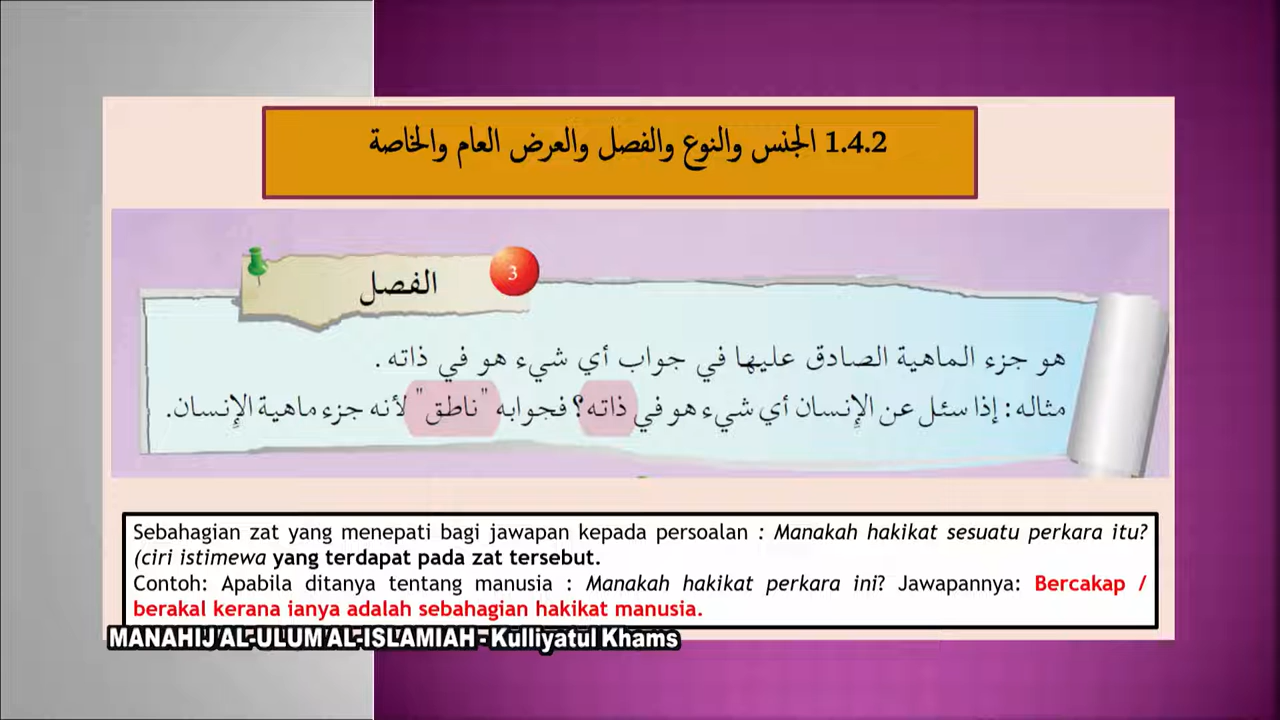 1.4.2 الجنس والنوع والفصل والعرض العام والخاصة
3
الفصل
هو جزء الماهية الصادق عليها في جواب أي شيء هو في ذاته .
مثاله : إذا سئل عن الإنسان أي شيء هو في ذاته؟ فجوابه "ناطق" لأنه جزء ماهية الإنسان.
Sebahagian zat yang menepati bagi jawapan kepada persoalan : Manakah hakikat sesuatu perkara itu?
(ciri istimewa yang terdapat pada zat tersebut.
Contoh: Apabila ditanya tentang manusia : Manakah hakikat perkara ini? Jawapannya: Bercakap /
berakal kerana ianya adalah sebahagian hakikat manusia.
MANAHIJ AL-ULUM AL-ISLAMIAH - Kulliyatul Khams